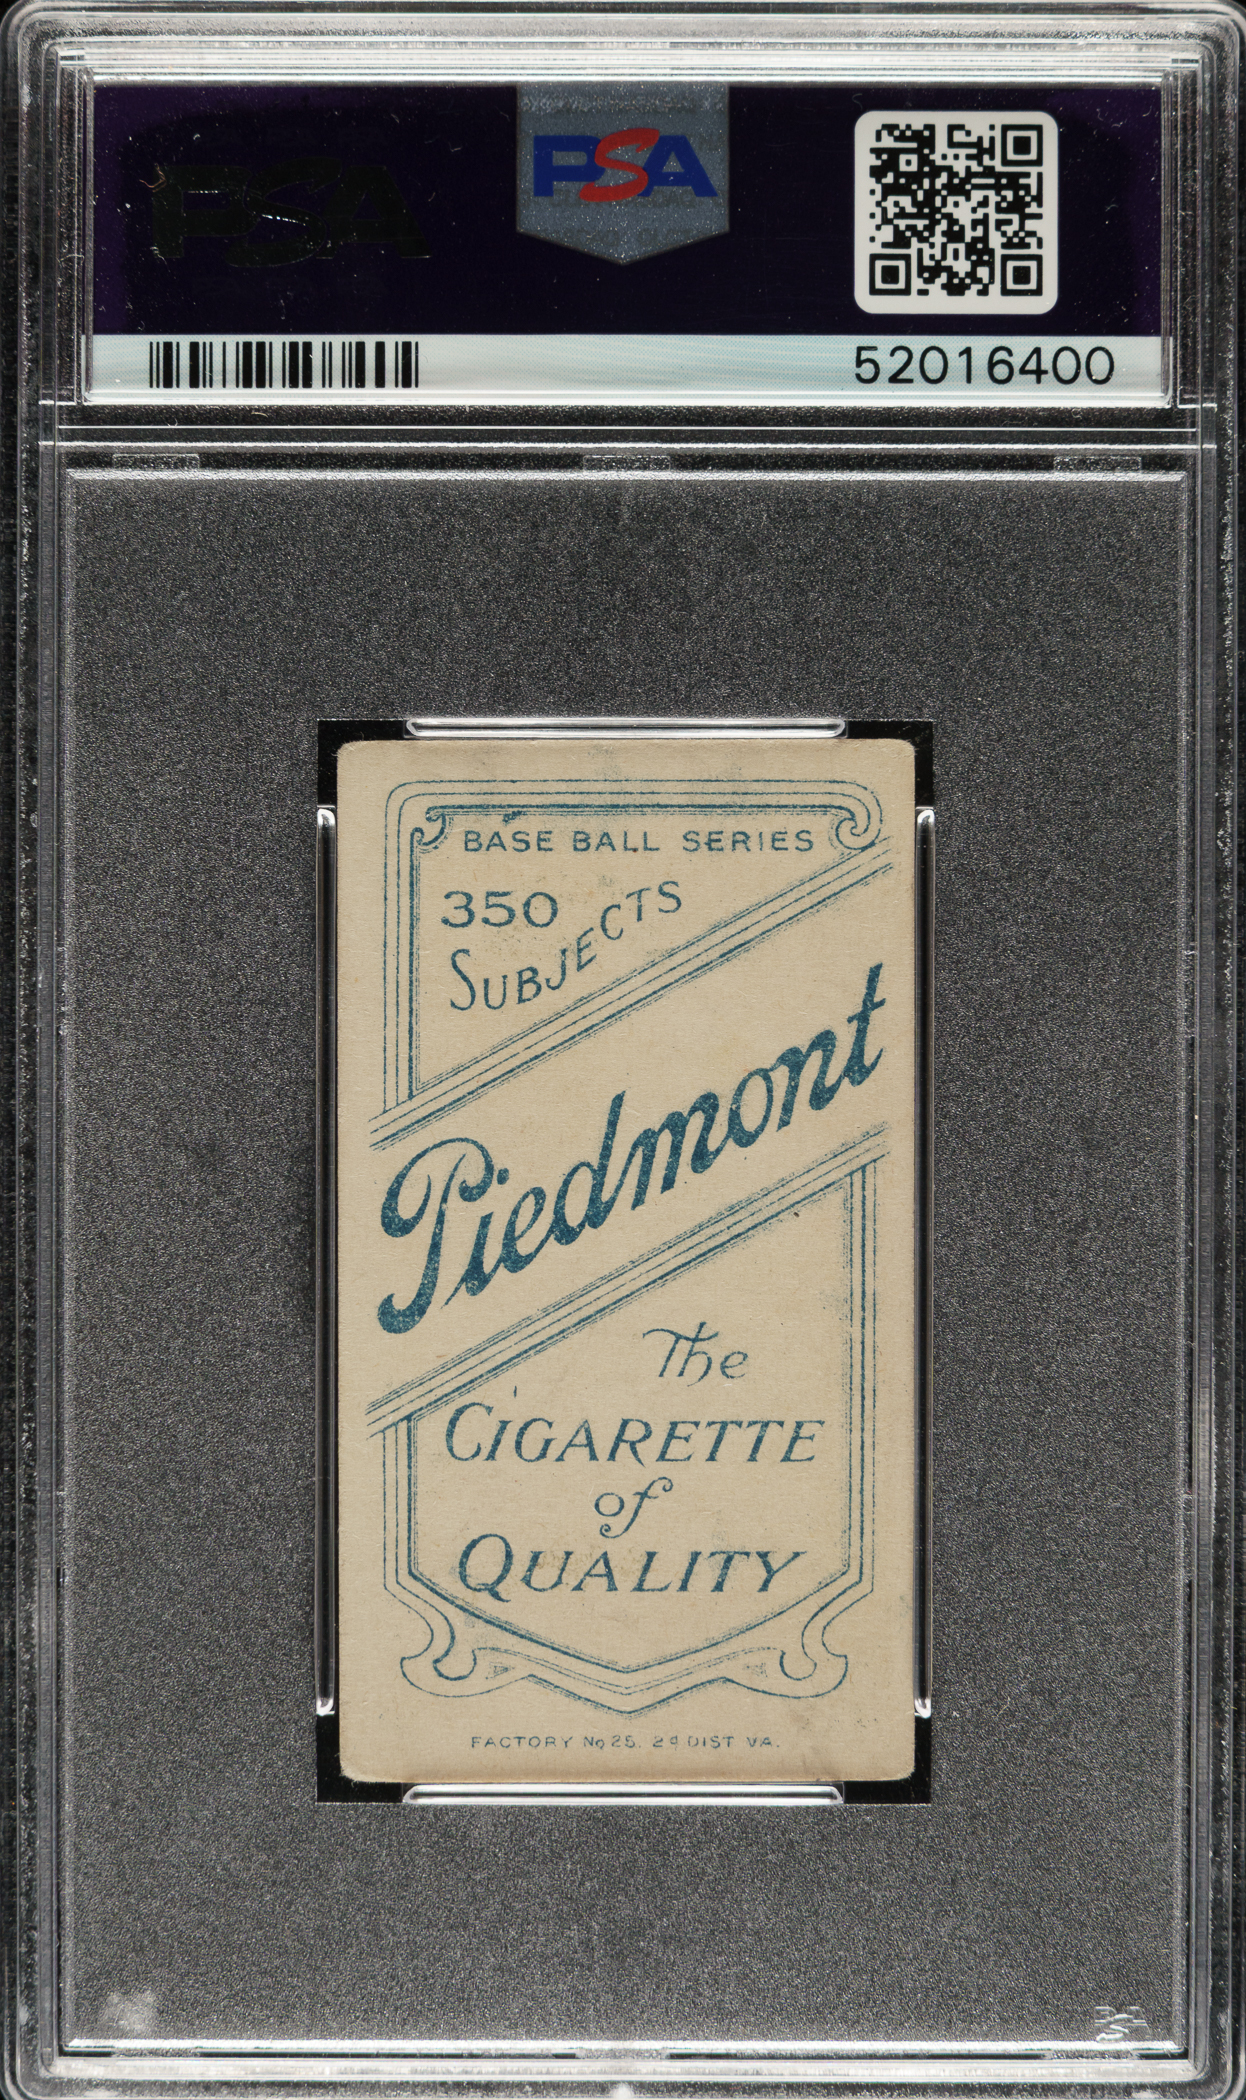 PSA
PSA
52016400
BASE BALL SERIES
350
SUBJECTS
Piedmont
The
CIGARETTE
of
QUALITY
FACTORY No 25. 2d DIST VA.
PSA